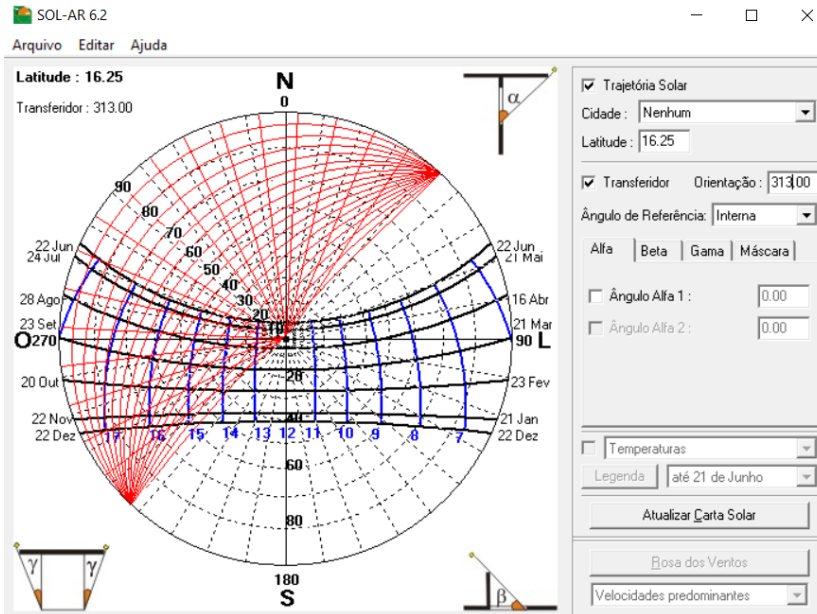 SOL-AR 6.2
Arquivo Editar Ajuda
Latitude : 16.25
Transferidor : 313.00
N
0
α
90
80
70
60
50
40
30
20
10
22 Jun
24 Jul
28 Ago
23 Set
O 270
20 Out
22 Nov
22 Dez
22 Jun
21 Mai
16 Abr
21 Mar
90 L
23 Fev
21 Jan
22 Dez
20
40
17 16 15 14 13 12 11 10 9 8 7
60
80
180
S
γ γ
β
Trajetória Solar
Cidade : Nenhum
Latitude : 16.25
Transferidor Orientação : 313.00
Ângulo de Referência: Interna
Alfa Beta Gama Máscara
Ângulo Alfa 1 : 0.00
Ângulo Alfa 2 : 0.00
Temperaturas
Legenda até 21 de Junho
Atualizar Carta Solar
Rosa dos Ventos
Velocidades predominantes